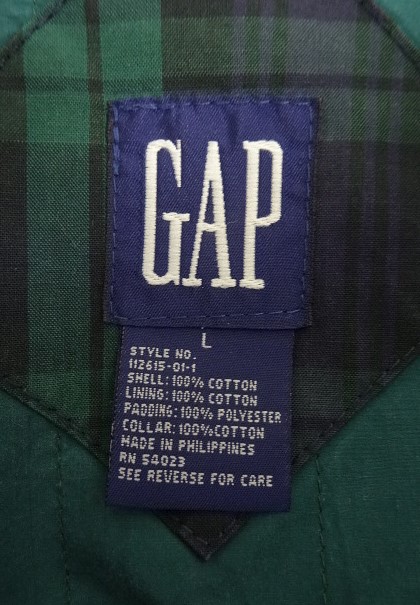 GAP
L
STYLE NO.
112615-01-1
SHELL: 100% COTTON
LINING: 100% COTTON
PADDING: 100% POLYESTER
COLLAR: 100% COTTON
MADE IN PHILIPPINES
RN 54023
SEE REVERSE FOR CARE